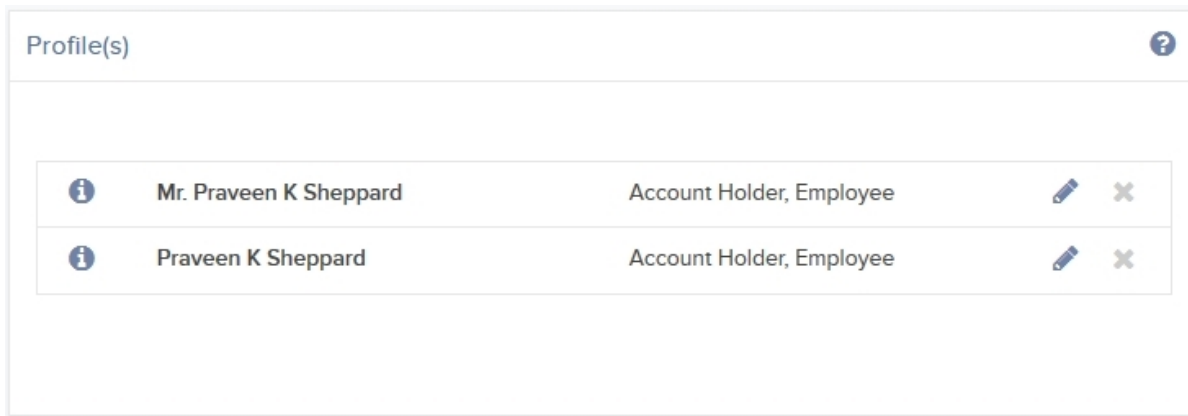 Profile(s)
Mr. Praveen K Sheppard Account Holder, Employee
Praveen K Sheppard Account Holder, Employee